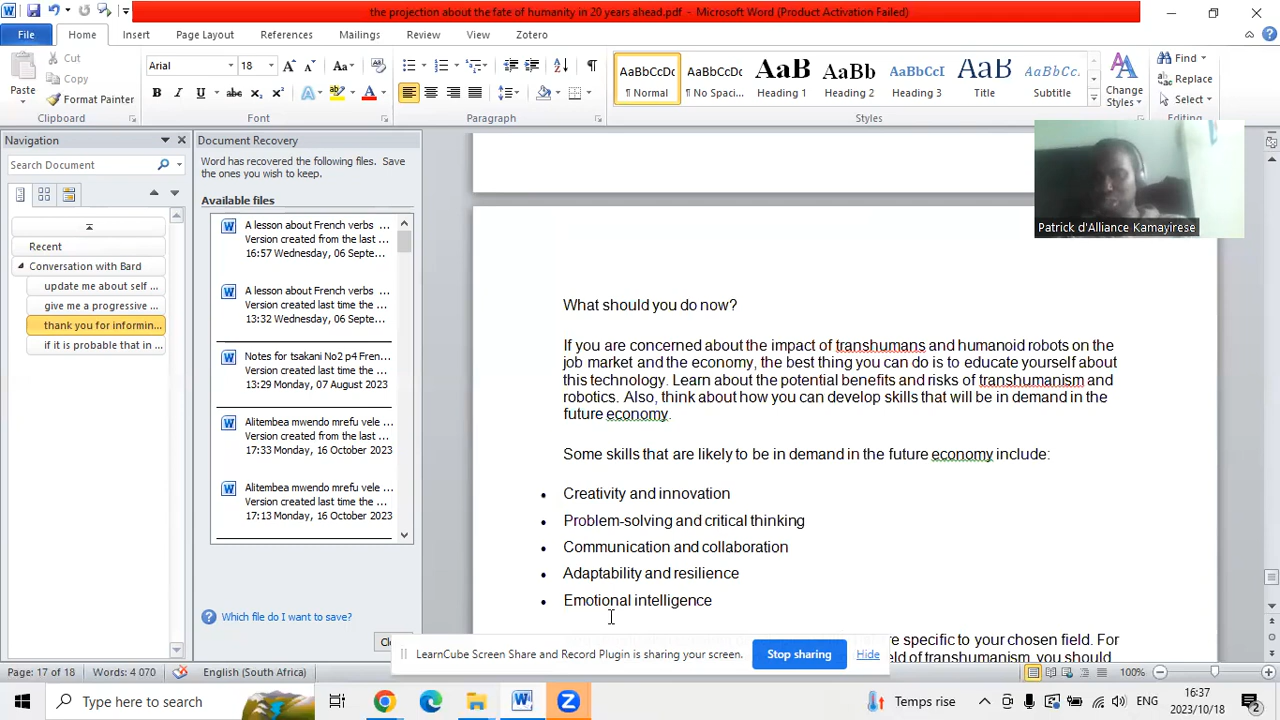 the projection about the fate of humanity in 20 years ahead.pdf - Microsoft Word (Product Activation Failed)
File Home Insert Page Layout References Mailings Review View Zotero
Cut
Copy
Format Painter
Paste
Clipboard
Arial 18
Font
Paragraph
AaBbCcDc AaBbCcDc AaB AaBb AaBbCcI AaB AaBbCc.
¶ Normal ¶ No Spaci... Heading 1 Heading 2 Heading 3 Title Subtitle
Change
Styles
Styles
Find
Replace
Select
Editing
Navigation
Search Document
Recent
Conversation with Bard
update me about self ...
give me a progressive ...
thank you for informin...
if it is probable that in ...
Document Recovery
Word has recovered the following files. Save
the ones you wish to keep.
Available files
A lesson about French verbs ...
Version created from the last ...
16:57 Wednesday, 06 Septe...
A lesson about French verbs ...
Version created last time the ...
13:32 Wednesday, 06 Septe...
Notes for tsakani No2 p4 Fren...
Version created last time the ...
13:29 Monday, 07 August 2023
Alitembea mwendo mrefu vele ...
Version created from the last ...
17:33 Monday, 16 October 2023
Alitembea mwendo mrefu vele ...
Version created last time the ...
17:13 Monday, 16 October 2023
Which file do I want to save?
Patrick d'Alliance Kamayirese
What should you do now?
If you are concerned about the impact of transhumans and humanoid robots on the
job market and the economy, the best thing you can do is to educate yourself about
this technology. Learn about the potential benefits and risks of transhumanism and
robotics. Also, think about how you can develop skills that will be in demand in the
future economy.
Some skills that are likely to be in demand in the future economy include:
• Creativity and innovation
• Problem-solving and critical thinking
• Communication and collaboration
• Adaptability and resilience
• Emotional intelligence
re specific to your chosen field. For
ld of transhumanism, you should
LearnCube Screen Share and Record Plugin is sharing your screen. Stop sharing Hide
Page: 17 of 18 Words: 4 070 English (South Africa) 100%
Type here to search
Temps rise
ENG
16:37
2023/10/18
2